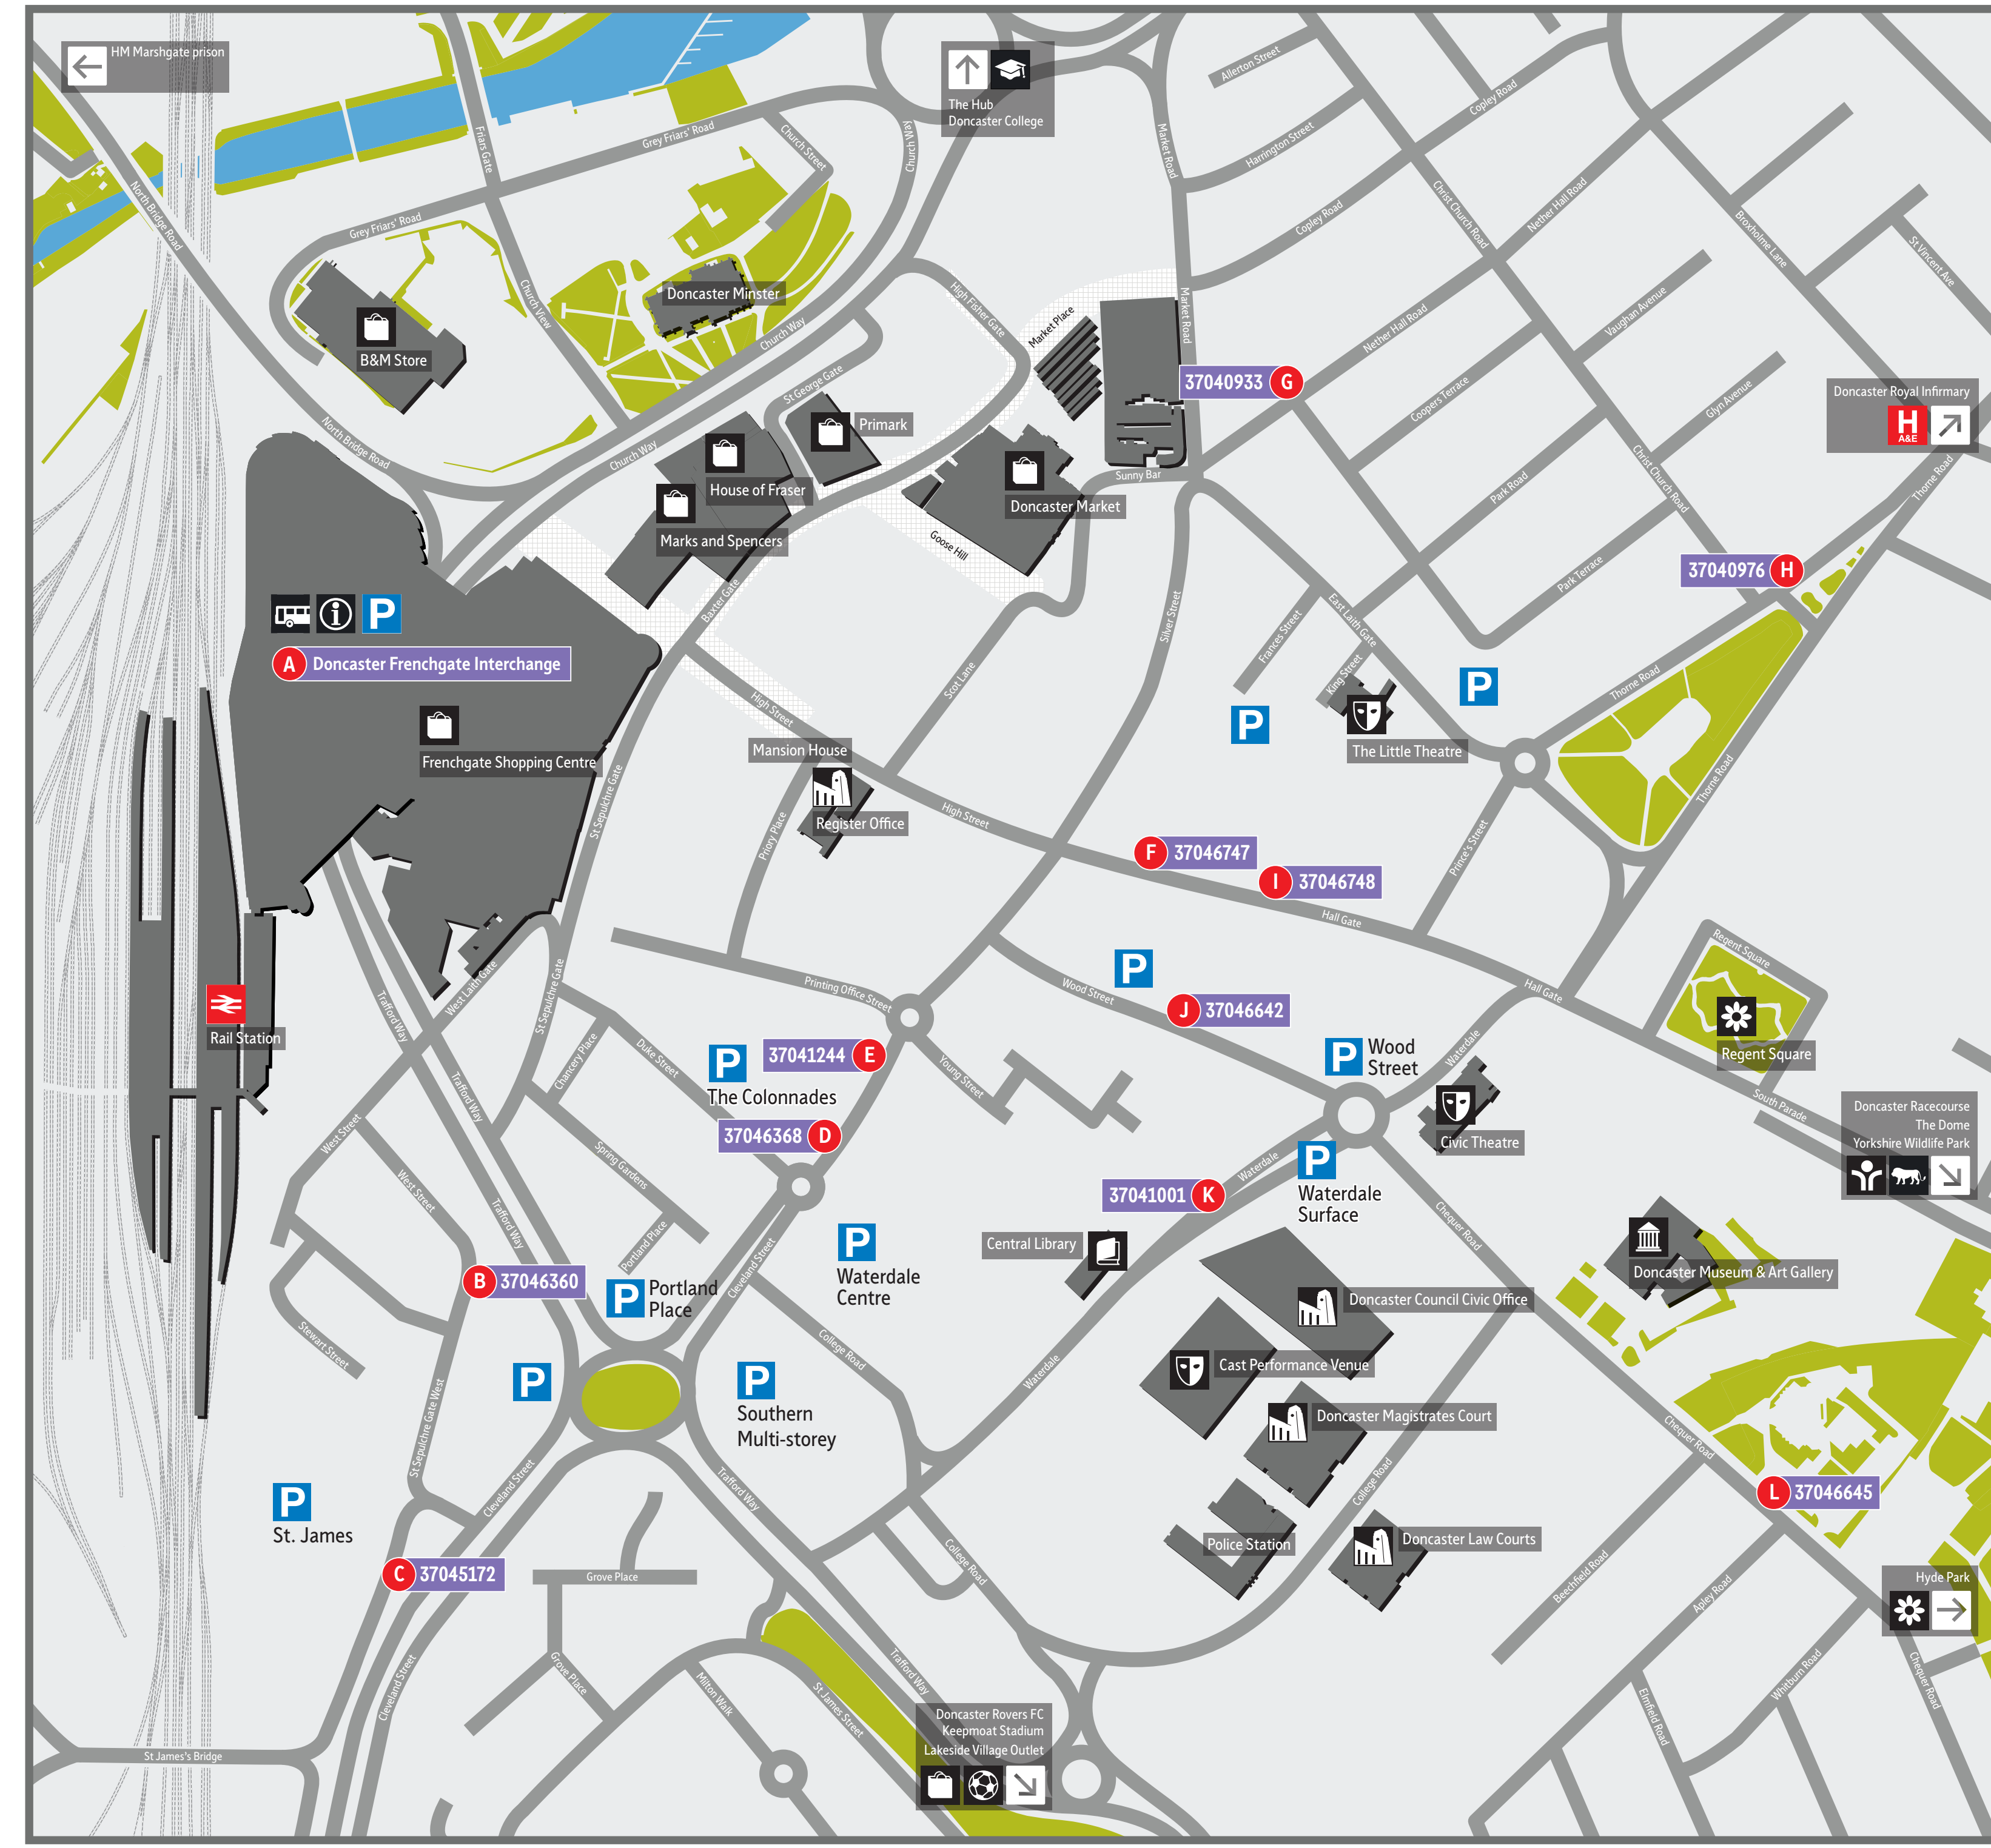 HM Marshgate prison
The Hub
Doncaster College
Allerton Street
Copley Road
Friars Gate
Grey Friars' Road
Church Street
Church Way
Market Road
Harrington Street
Christ Church Road
Nether Hall Road
Broxholme Lane
St Vincent Ave
North Bridge Road
Grey Friars' Road
Copley Road
Church View
Doncaster Minster
High Fisher Gate
Market Place
Market Road
Nether Hall Road
Vaughan Avenue
B&M Store
Church Way
St George Gate
37040933 G
Coopers Terrace
Glyn Avenue
Doncaster Royal Infirmary
H
A&E
Primark
North Bridge Road
Church Way
House of Fraser
Sunny Bar
Christ Church Road
Thorne Road
Marks and Spencers
Doncaster Market
Park Road
Goose Hill
37040976 H
Park Terrace
Baxter Gate
Silver Street
East Laith Gate
Frances Street
i P
A Doncaster Frenchgate Interchange
King Street
Scot Lane
Thorne Road
P
P
High Street
Frenchgate Shopping Centre
Mansion House
The Little Theatre
Thorne Road
St Sepulchre Gate
Register Office
High Street
Priory Place
F 37046747
I 37046748
Prince's Street
Hall Gate
Regent Square
West Laith Gate
St Sepulchre Gate
Printing Office Street
Wood Street
P
Hall Gate
Rail Station
Trafford Way
J 37046642
Regent Square
Chancery Place
Duke Street
P
The Colonnades
37041244 E
Young Street
P Wood
Street
Waterdale
South Parade
Trafford Way
37046368 D
Civic Theatre
Doncaster Racecourse
The Dome
Yorkshire Wildlife Park
West Street
West Street
Spring Gardens
Waterdale
P
Waterdale
Surface
37041001 K
Trafford Way
Portland Place
Cleveland Street
P
Waterdale
Centre
Central Library
Chequer Road
B 37046360
P Portland
Place
Doncaster Museum & Art Gallery
Doncaster Council Civic Office
Stewart Street
College Road
Cast Performance Venue
Waterdale
P
P
Southern
Multi-storey
Doncaster Magistrates Court
St Sepulchre Gate West
Chequer Road
Cleveland Street
Trafford Way
College Road
L 37046645
P
St. James
Police Station
Doncaster Law Courts
C 37045172
Grove Place
College Road
Beechfield Road
Apley Road
Hyde Park
Cleveland Street
Grove Place
Milton Walk
St James Street
Trafford Way
Elmfield Road
Whitburn Road
Chequer Road
Doncaster Rovers FC
Keepmoat Stadium
Lakeside Village Outlet
St James's Bridge